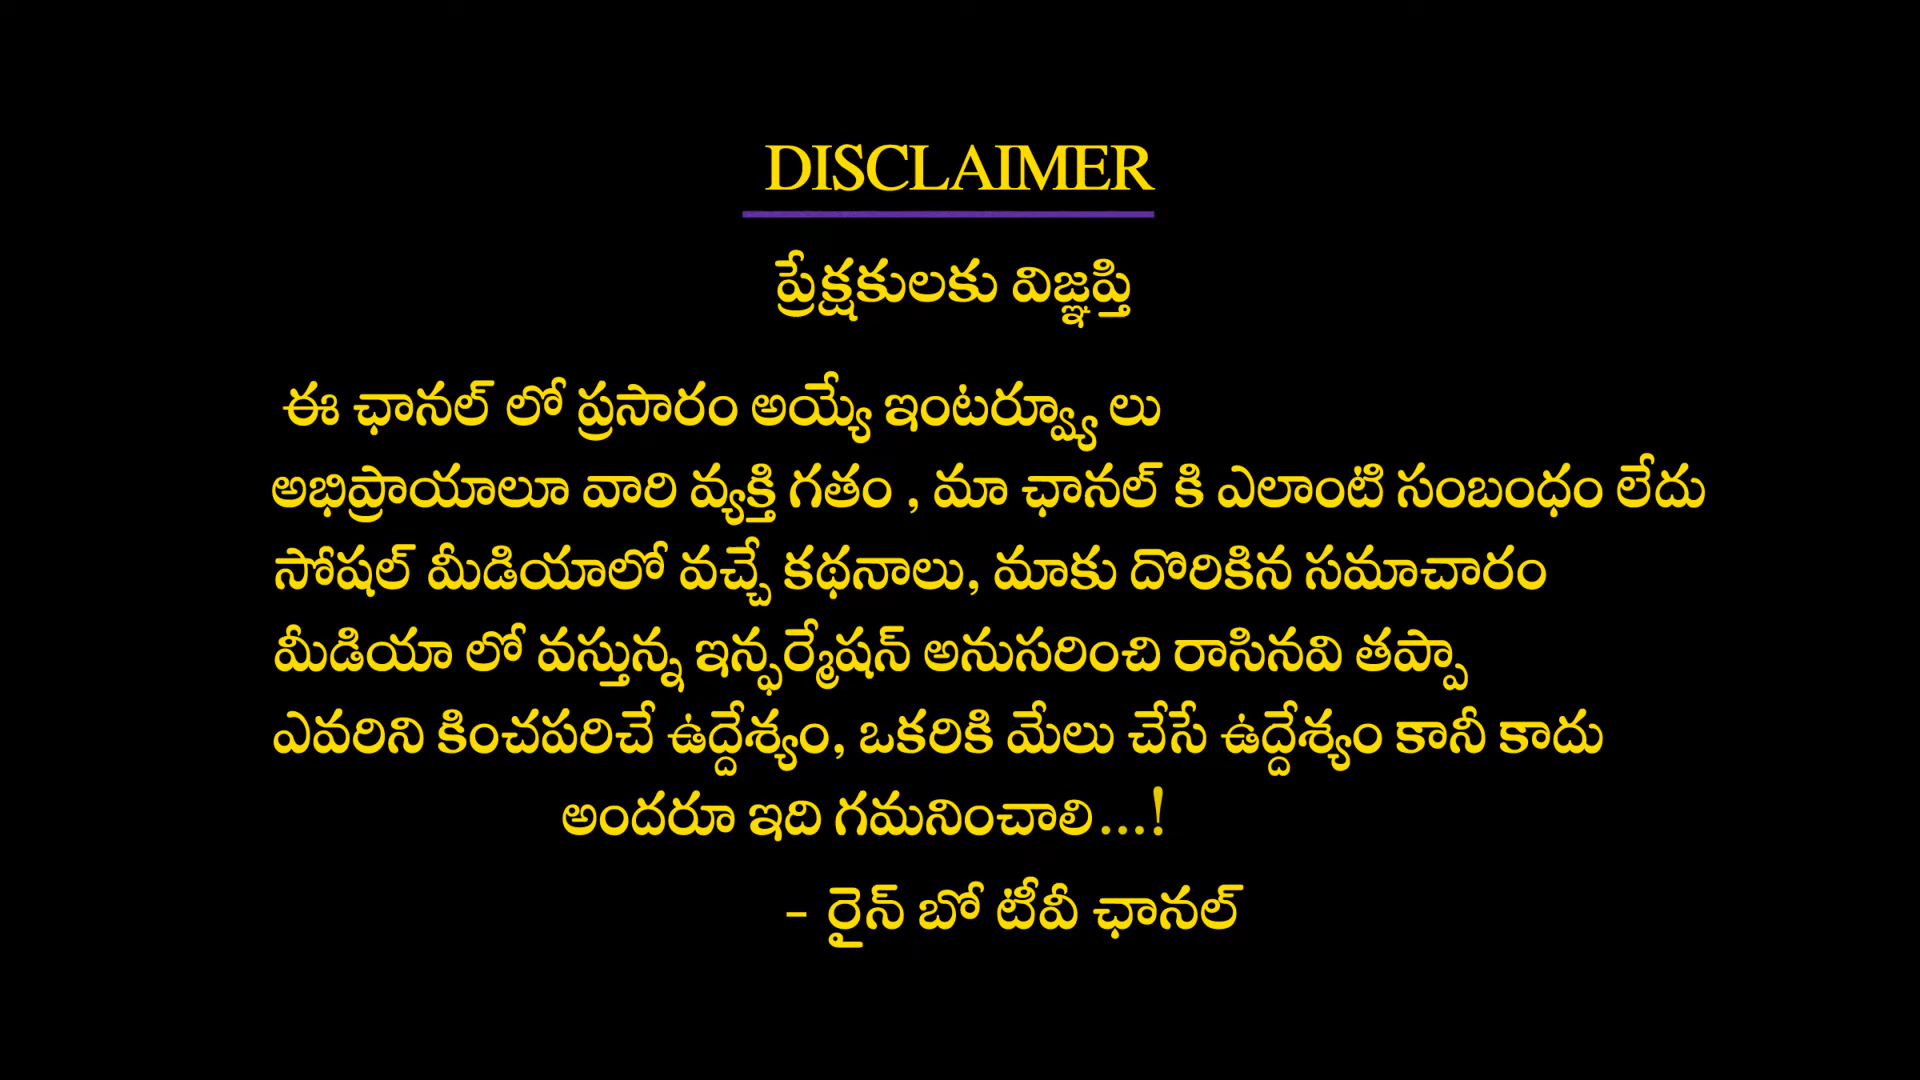 DISCLAIMER
ప్రేక్షకులకు విజ్ఞప్తి
ఈ ఛానల్ లో ప్రసారం అయ్యే ఇంటర్వ్యూ లు
అభిప్రాయాలూ వారి వ్యక్తి గతం , మా ఛానల్ కి ఎలాంటి సంబంధం లేదు
సోషల్ మీడియాలో వచ్చే కథనాలు, మాకు దొరికిన సమాచారం
మీడియా లో వస్తున్న ఇన్ఫర్మేషన్ అనుసరించి రాసినవి తప్పా
ఎవరిని కించపరిచే ఉద్దేశ్యం, ఒకరికి మేలు చేసే ఉద్దేశ్యం కానీ కాదు
అందరూ ఇది గమనించాలి...!
- రైన్ బో టీవీ ఛానల్